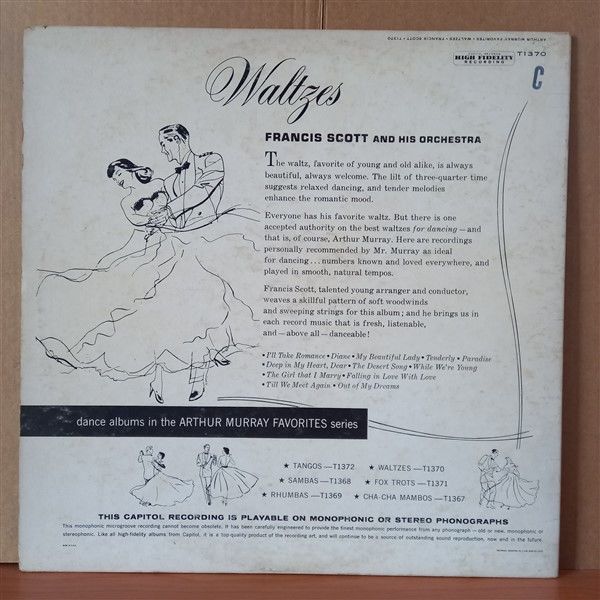 ARTHUR MURRAY FAVORITES • WALTZES • FRANCIS SCOTT • T1370
HIGH FIDELITY
RECORDING
T1370
C
Waltzes
FRANCIS SCOTT AND HIS ORCHESTRA
The waltz, favorite of young and old alike, is always
beautiful, always welcome. The lilt of three-quarter time
suggests relaxed dancing, and tender melodies
enhance the romantic mood.
Everyone has his favorite waltz. But there is one
accepted authority on the best waltzes for dancing—and
that is, of course, Arthur Murray. Here are recordings
personally recommended by Mr. Murray as ideal
for dancing...numbers known and loved everywhere, and
played in smooth, natural tempos.
Francis Scott, talented young arranger and conductor,
weaves a skillful pattern of soft woodwinds
and sweeping strings for this album; and he brings us in
each record music that is fresh, listenable,
and—above all—danceable!
• I'll Take Romance • Diane • My Beautiful Lady • Tenderly • Paradise
• Deep in My Heart, Dear • The Desert Song • While We're Young
• The Girl that I Marry • Falling in Love With Love
• Till We Meet Again • Out of My Dreams
dance albums in the ARTHUR MURRAY FAVORITES series
★ TANGOS—T1372 ★ WALTZES—T1370
★ SAMBAS—T1368 ★ FOX TROTS—T1371
★ RHUMBAS—T1369 ★ CHA-CHA MAMBOS—T1367
THIS CAPITOL RECORDING IS PLAYABLE ON MONOPHONIC OR STEREO PHONOGRAPHS
This monophonic microgroove recording cannot become obsolete. It has been carefully engineered to provide the finest monophonic performance from any phonograph—old or new, monophonic or
stereophonic. Like all high-fidelity albums from Capitol, it is a top-quality product of the recording art, and will continue to be a source of outstanding sound reproduction, now and in the future.